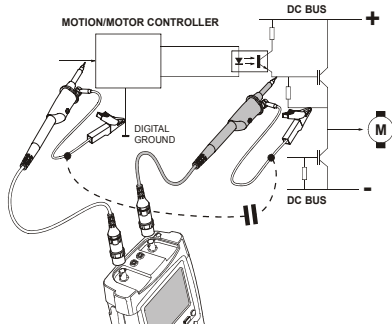 DC BUS
+
MOTION/MOTOR CONTROLLER
DIGITAL
GROUND
M
DC BUS
-